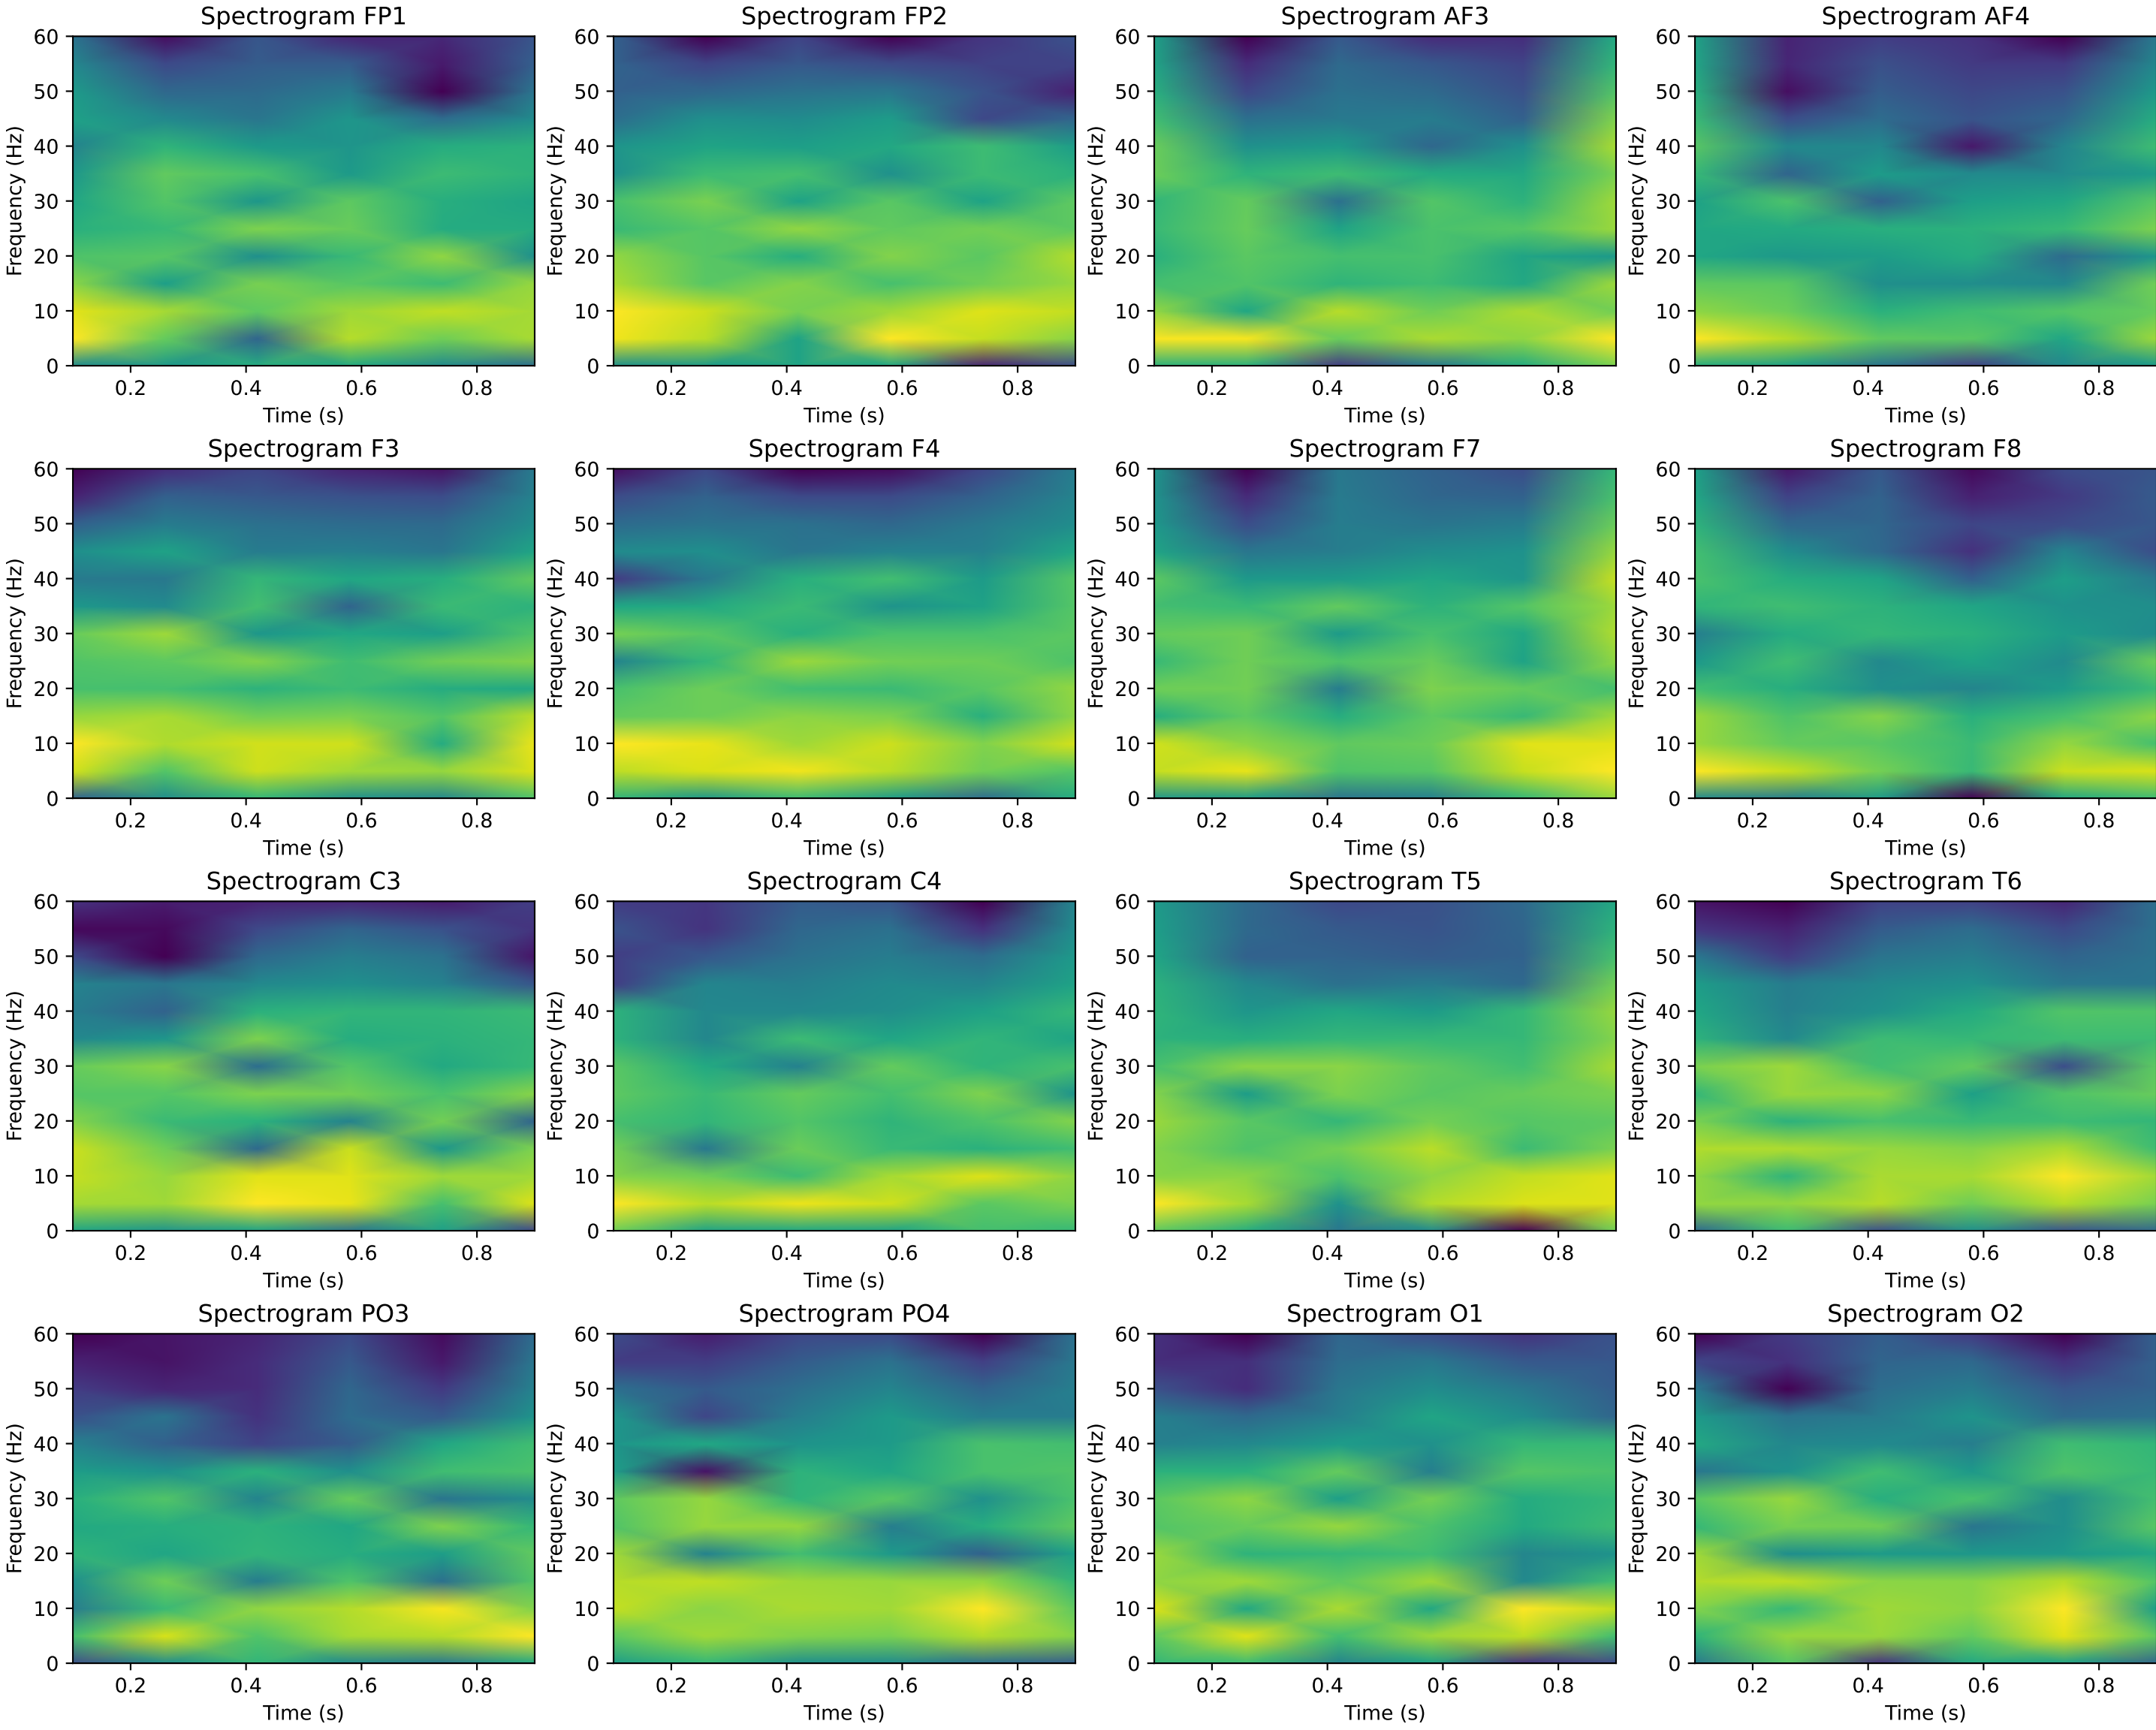 Spectrogram FP1
Spectrogram FP2
Spectrogram AF3
Spectrogram AF4
60
50
40
30
20
10
0
Frequency (Hz)
0.2 0.4 0.6 0.8
Time (s)
60
50
40
30
20
10
0
Frequency (Hz)
0.2 0.4 0.6 0.8
Time (s)
60
50
40
30
20
10
0
Frequency (Hz)
0.2 0.4 0.6 0.8
Time (s)
60
50
40
30
20
10
0
Frequency (Hz)
0.2 0.4 0.6 0.8
Time (s)
Spectrogram F3
Spectrogram F4
Spectrogram F7
Spectrogram F8
60
50
40
30
20
10
0
Frequency (Hz)
0.2 0.4 0.6 0.8
Time (s)
60
50
40
30
20
10
0
Frequency (Hz)
0.2 0.4 0.6 0.8
Time (s)
60
50
40
30
20
10
0
Frequency (Hz)
0.2 0.4 0.6 0.8
Time (s)
60
50
40
30
20
10
0
Frequency (Hz)
0.2 0.4 0.6 0.8
Time (s)
Spectrogram C3
Spectrogram C4
Spectrogram T5
Spectrogram T6
60
50
40
30
20
10
0
Frequency (Hz)
0.2 0.4 0.6 0.8
Time (s)
60
50
40
30
20
10
0
Frequency (Hz)
0.2 0.4 0.6 0.8
Time (s)
60
50
40
30
20
10
0
Frequency (Hz)
0.2 0.4 0.6 0.8
Time (s)
60
50
40
30
20
10
0
Frequency (Hz)
0.2 0.4 0.6 0.8
Time (s)
Spectrogram PO3
Spectrogram PO4
Spectrogram O1
Spectrogram O2
60
50
40
30
20
10
0
Frequency (Hz)
0.2 0.4 0.6 0.8
Time (s)
60
50
40
30
20
10
0
Frequency (Hz)
0.2 0.4 0.6 0.8
Time (s)
60
50
40
30
20
10
0
Frequency (Hz)
0.2 0.4 0.6 0.8
Time (s)
60
50
40
30
20
10
0
Frequency (Hz)
0.2 0.4 0.6 0.8
Time (s)